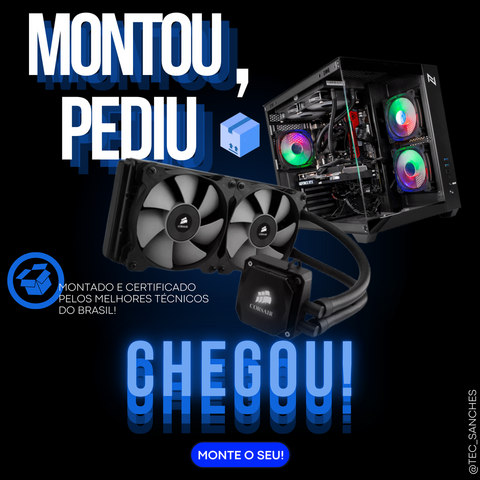 MONTOU,
PEDIU
MONTADO E CERTIFICADO
PELOS MELHORES TÉCNICOS
DO BRASIL!
CORSAIR
CHEGOU!
MONTE O SEU!
@TEC_SANCHES